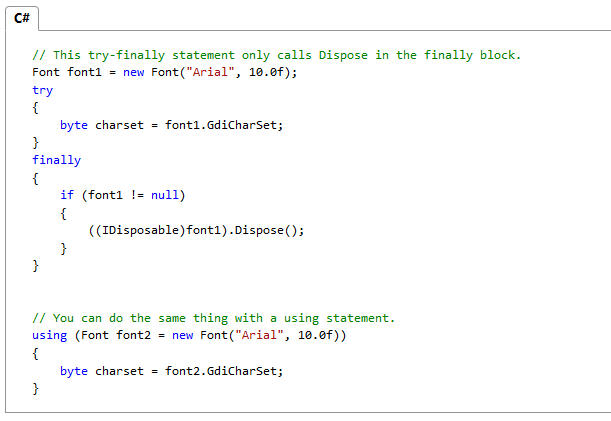 C#
// This try-finally statement only calls Dispose in the finally block.
Font font1 = new Font("Arial", 10.0f);
try
{
    byte charset = font1.GdiCharSet;
}
finally
{
    if (font1 != null)
    {
        ((IDisposable)font1).Dispose();
    }
}
// You can do the same thing with a using statement.
using (Font font2 = new Font("Arial", 10.0f))
{
    byte charset = font2.GdiCharSet;
}